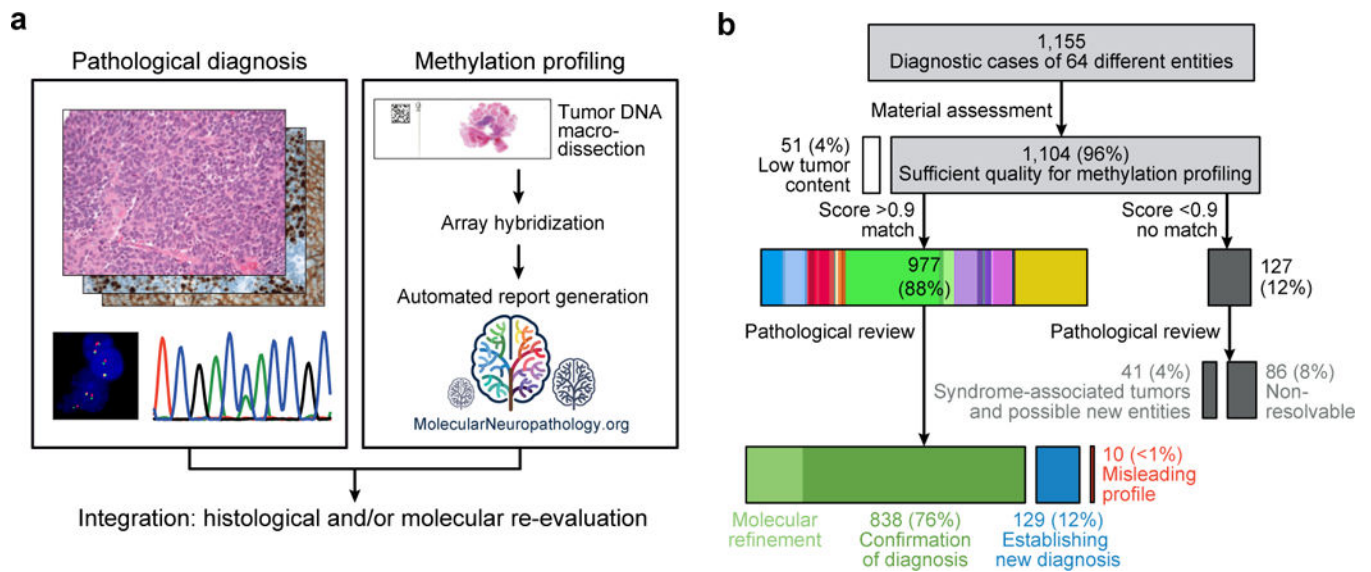 a
Pathological diagnosis
Methylation profiling
Tumor DNA
macro-
dissection
Array hybridization
Automated report generation
MolecularNeuropathology.org
Integration: histological and/or molecular re-evaluation
b
1,155
Diagnostic cases of 64 different entities
Material assessment
51 (4%)
Low tumor
content
1,104 (96%)
Sufficient quality for methylation profiling
Score >0.9
match
Score <0.9
no match
977
(88%)
127
(12%)
Pathological review
Pathological review
41 (4%)
Syndrome-associated tumors
and possible new entities
86 (8%)
Non-
resolvable
10 (<1%)
Misleading
profile
Molecular
refinement
838 (76%)
Confirmation
of diagnosis
129 (12%)
Establishing
new diagnosis